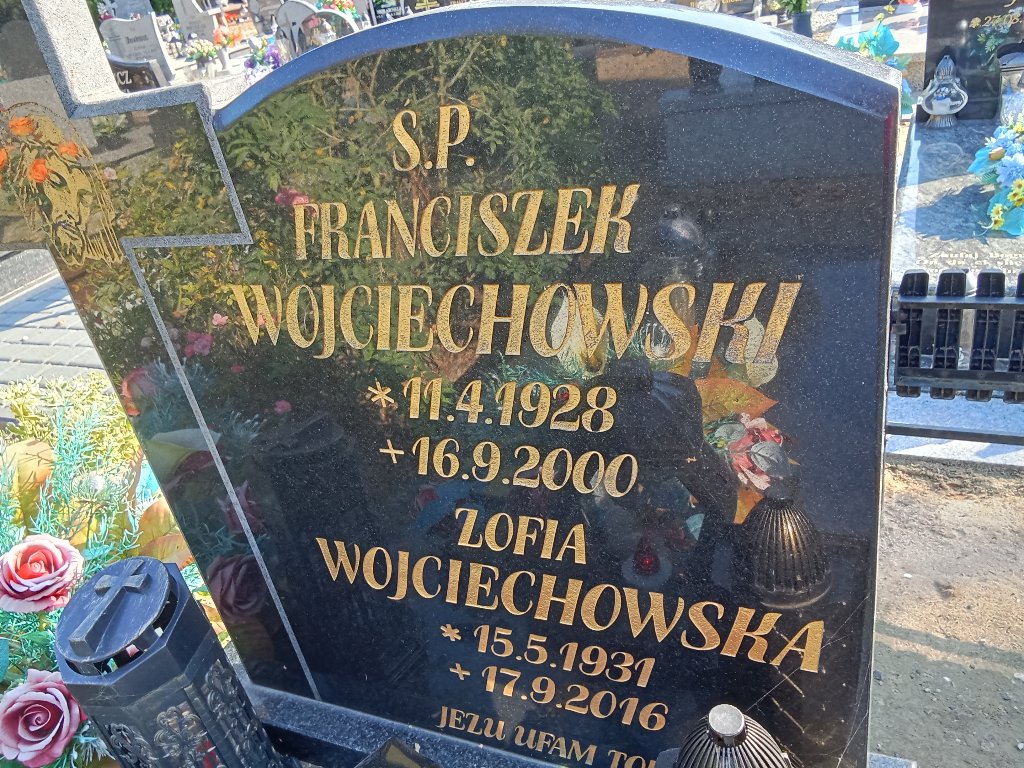 Ś.P.
FRANCISZEK
WOJCIECHOWSKI
* 11.4.1928
+ 16.9.2000
ZOFIA
WOJCIECHOWSKA
* 15.5.1931
+ 17.9.2016
JEZU UFAM